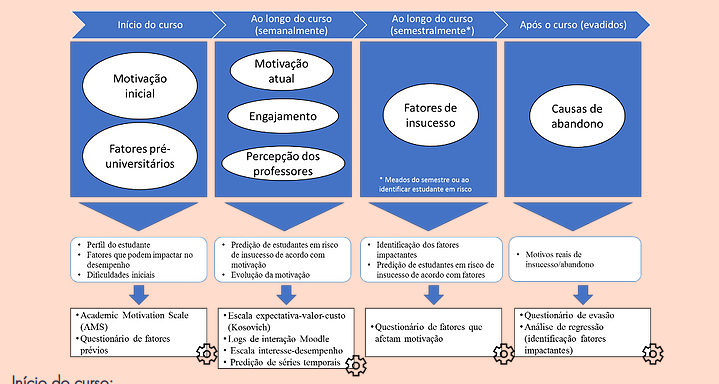 Início do curso
Ao longo do curso
(semanalmente)
Ao longo do curso
(semestralmente*)
Após o curso (evadidos)
Motivação
inicial
Fatores pré-
universitários
Motivação
atual
Engajamento
Percepção dos
professores
Fatores de
insucesso
* Meados do semestre ou ao
identificar estudante em risco
Causas de
abandono
• Perfil do estudante
• Fatores que podem impactar no
desempenho
• Dificuldades iniciais
• Predição de estudantes em risco
de insucesso de acordo com
motivação
• Evolução da motivação
• Identificação dos fatores
impactantes
• Predição de estudantes em risco de
insucesso de acordo com fatores
• Motivos reais de
insucesso/abandono
• Academic Motivation Scale
(AMS)
• Questionário de fatores
prévios
• Escala expectativa-valor-custo
(Kosovich)
• Logs de interação Moodle
• Escala interesse-desempenho
• Predição de séries temporais
• Questionário de fatores que
afetam motivação
• Questionário de evasão
• Análise de regressão
(identificação fatores
impactantes)
Início do curso: